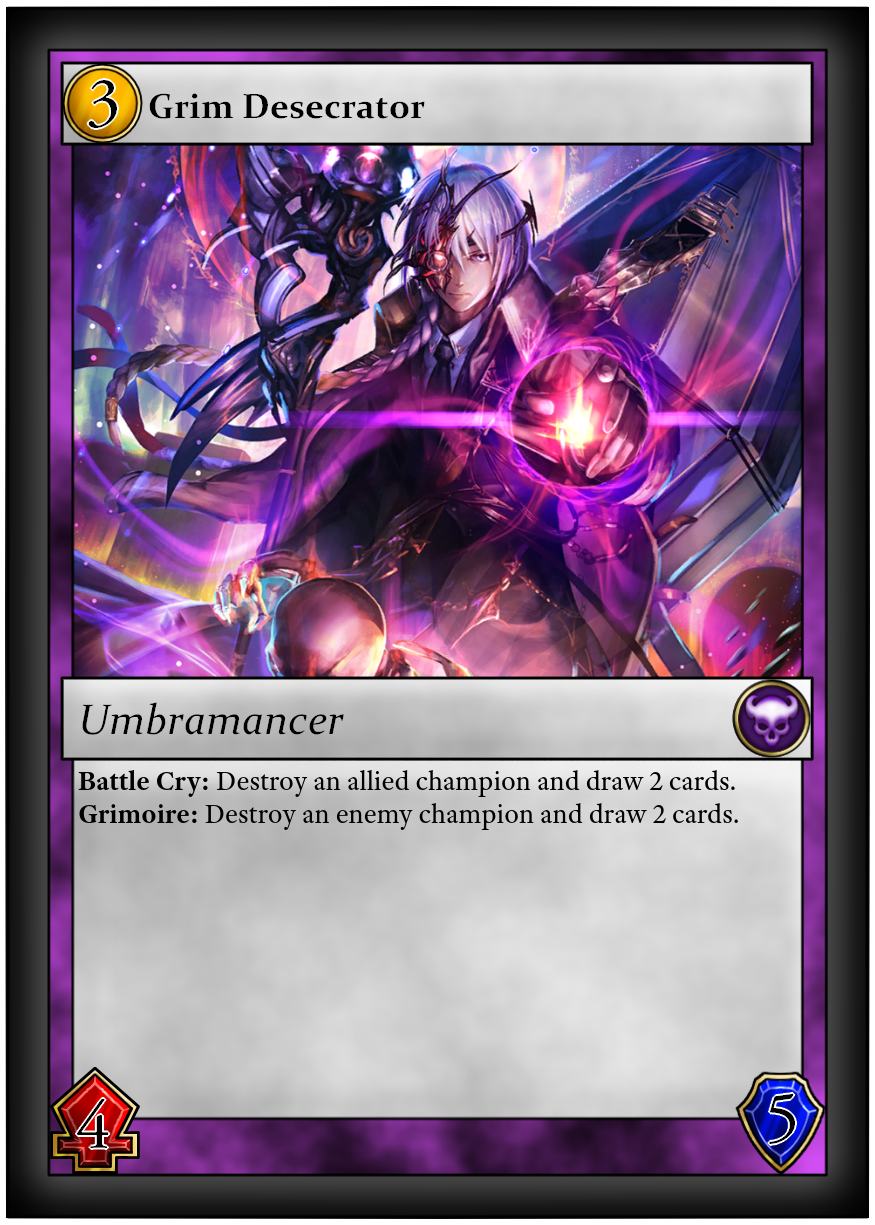 3 Grim Desecrator
Umbramancer
Battle Cry: Destroy an allied champion and draw 2 cards.
Grimoire: Destroy an enemy champion and draw 2 cards.
4 5